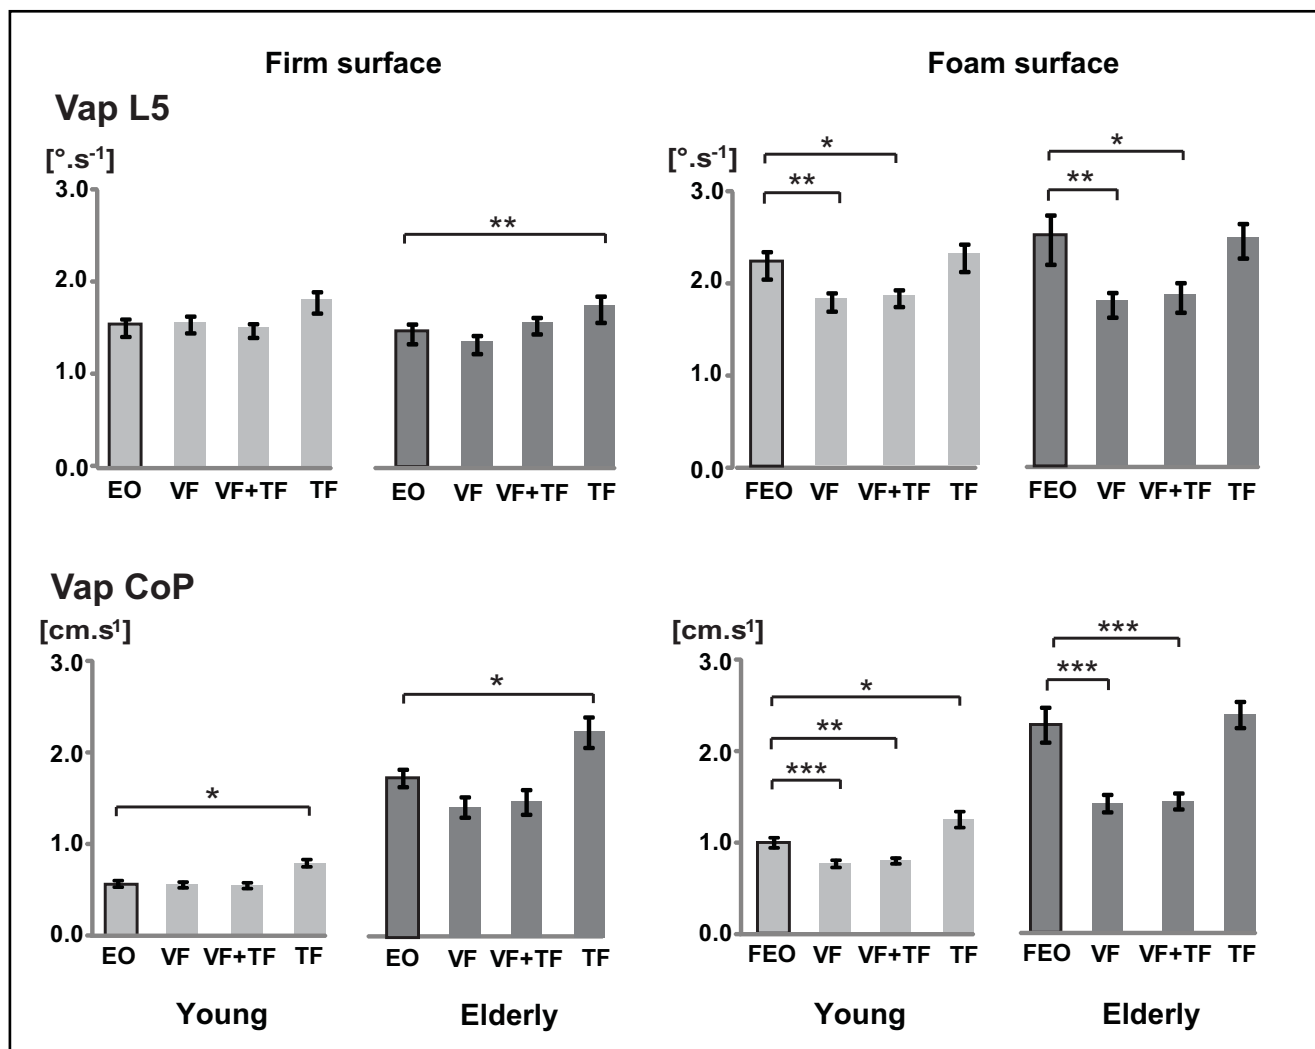 Firm surface
Foam surface
Vap L5
[°.s-1]
[°.s-1]
3.0
2.0
1.0
0.0
**
EO VF VF+TF TF
EO VF VF+TF TF
3.0
2.0
1.0
0.0
*
**
*
**
FEO VF VF+TF TF
FEO VF VF+TF TF
Vap CoP
[cm.s1]
[cm.s1]
3.0
2.0
1.0
0.0
*
*
EO VF VF+TF TF
EO VF VF+TF TF
3.0
2.0
1.0
0.0
*
**
***
***
***
FEO VF VF+TF TF
FEO VF VF+TF TF
Young
Elderly
Young
Elderly